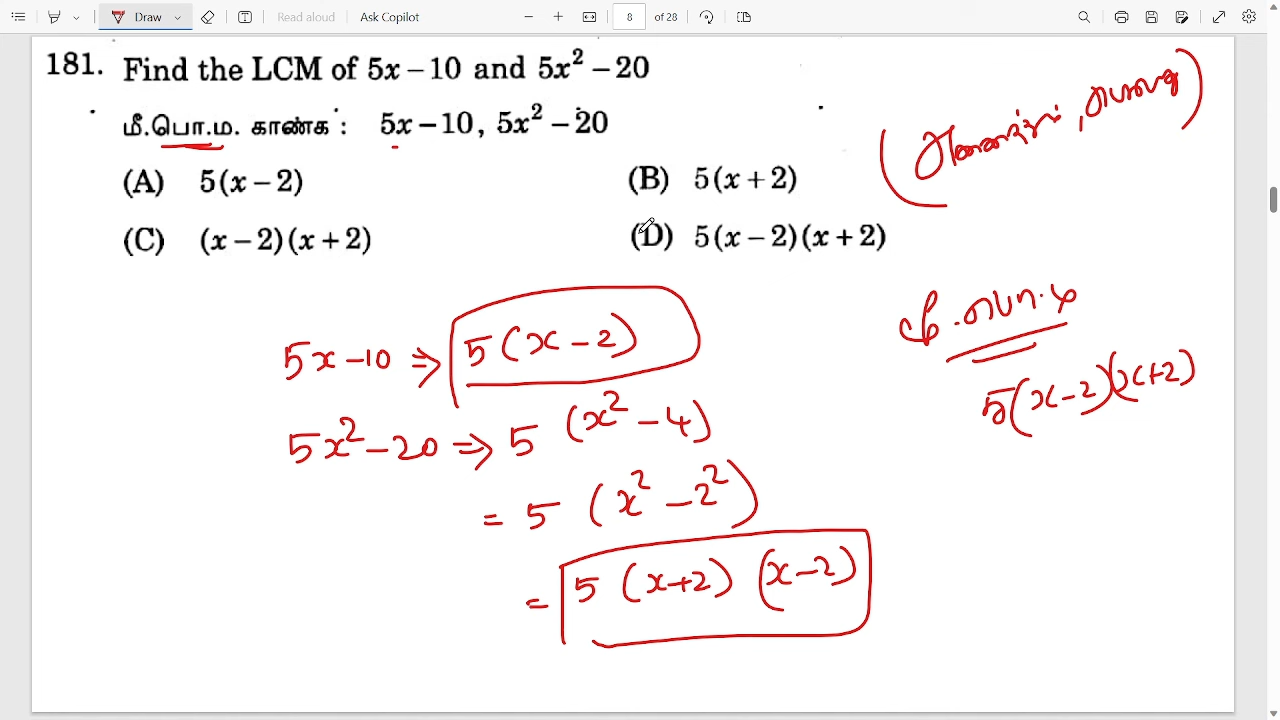 Draw Read aloud Ask Copilot 8 of 28
181. Find the LCM of 5x − 10 and 5x² − 20
மீ.பொ.ம. காண்க : 5x − 10, 5x² − 20
(A) 5(x − 2) (B) 5(x + 2)
(C) (x − 2)(x + 2) (D) 5(x − 2)(x + 2)
மீ.பொ.ம
5x − 10 ⇒ 5(x − 2)
5(x − 2)(x + 2)
5x² − 20 ⇒ 5 (x² − 4)
= 5 (x² − 2²)
= 5 (x + 2) (x − 2)